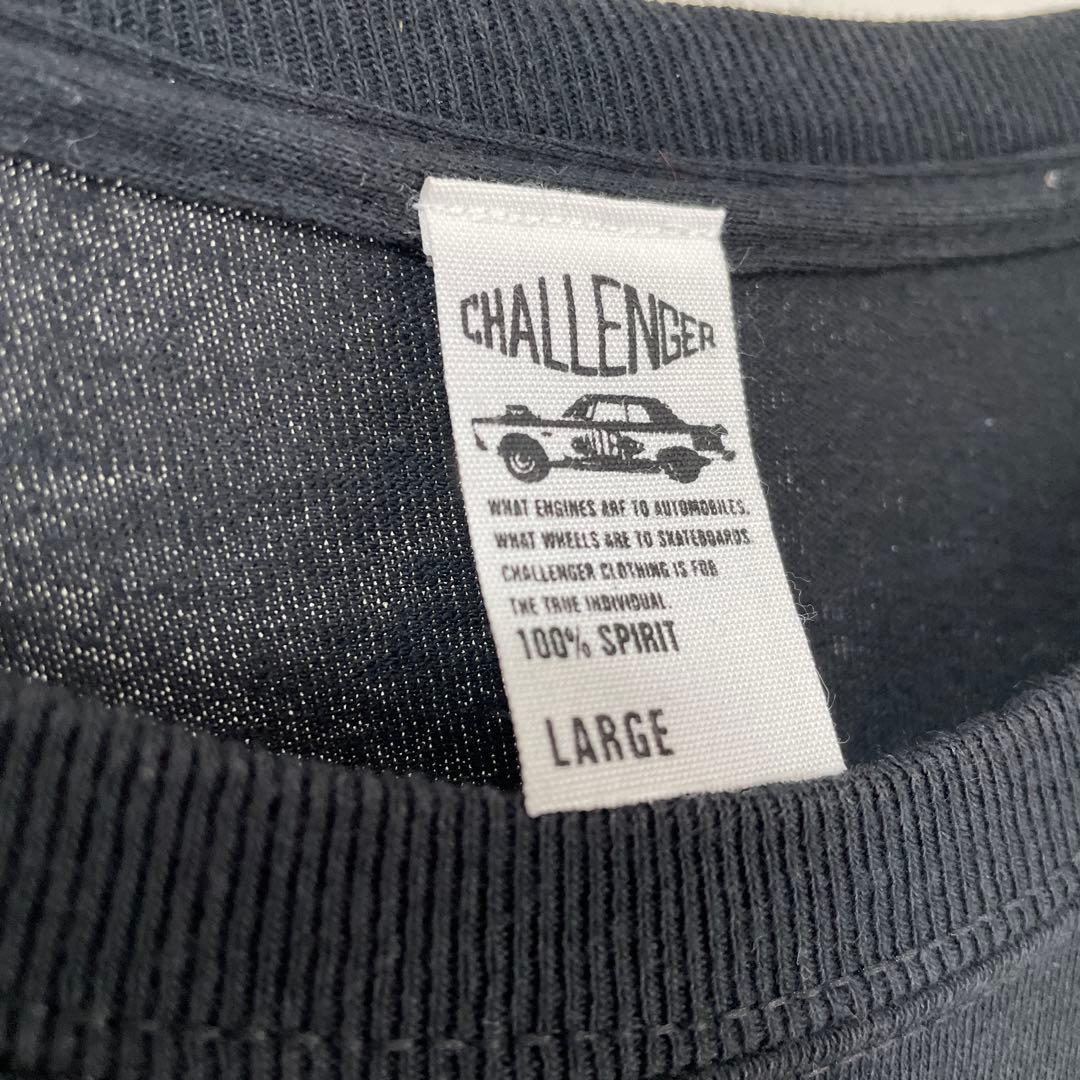 CHALLENGER
WHAT ENGINES ARE TO AUTOMOBILES.
WHAT WHEELS ARE TO SKATEBOARDS
CHALLENGER CLOTHING IS FOR
THE TRUE INDIVIDUAL.
100% SPIRIT
LARGE